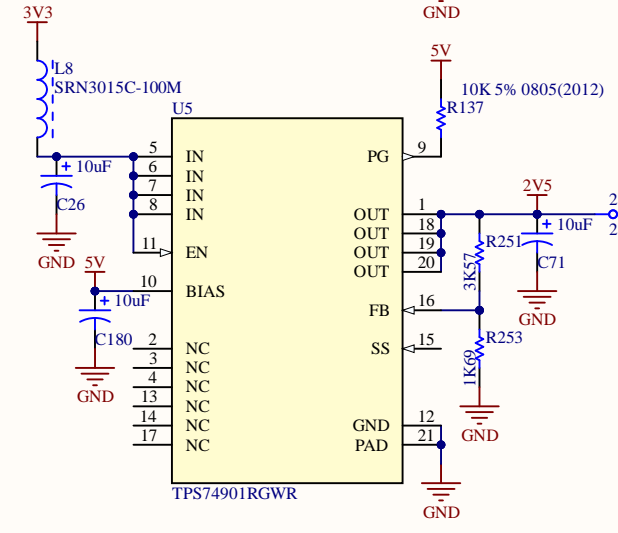 GND
3V3
5V
L8
SRN3015C-100M
10K 5% 0805(2012)
R137
U5
5 IN
PG 9
+ 10uF
6 IN
7 IN
2V5
C26
8 IN
OUT 1
2
+ 10uF
OUT 18
2
11 EN
OUT 19
R251
GND
OUT 20
C71
5V
3K57
10 BIAS
+ 10uF
FB 16
GND
C180
R253
2 NC
SS 15
3 NC
1K69
4 NC
GND
13 NC
14 NC
GND 12
GND
17 NC
PAD 21
TPS74901RGWR
GND